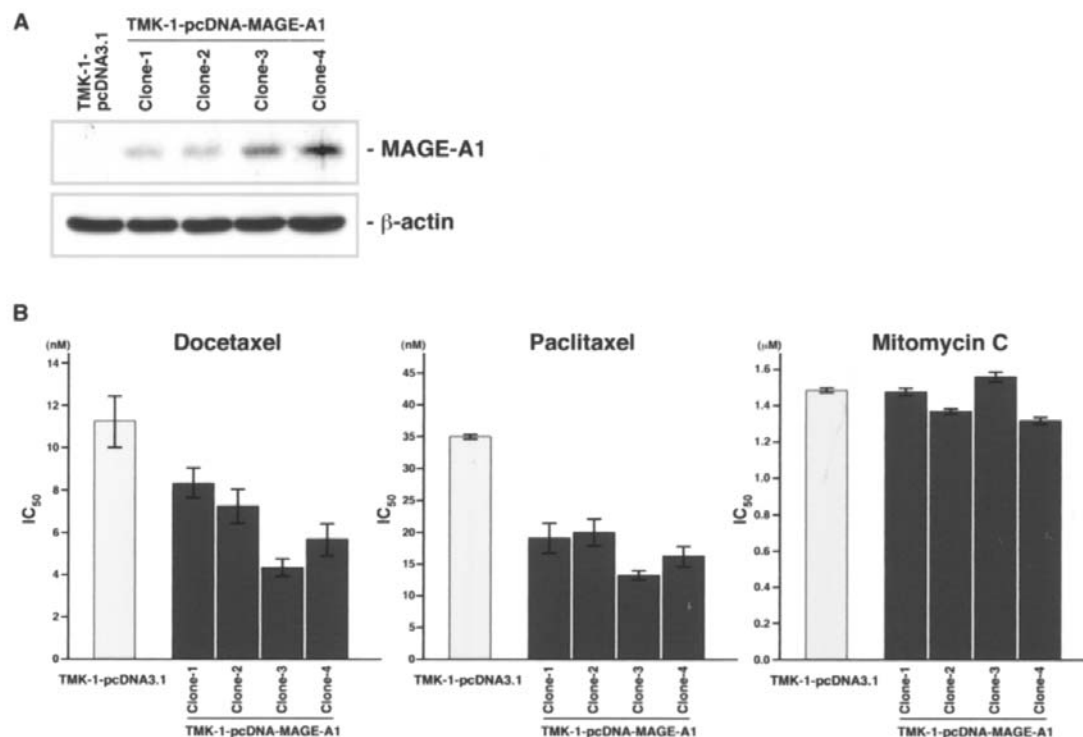 A
TMK-1-pcDNA-MAGE-A1
TMK-1-
pcDNA3.1
Clone-1
Clone-2
Clone-3
Clone-4
- MAGE-A1
- β-actin
B
Docetaxel
(nM)
IC50
14
12
10
8
6
4
2
0
TMK-1-pcDNA3.1
Clone-1
Clone-2
Clone-3
Clone-4
TMK-1-pcDNA-MAGE-A1
Paclitaxel
(nM)
IC50
45
40
35
30
25
20
15
10
5
0
TMK-1-pcDNA3.1
Clone-1
Clone-2
Clone-3
Clone-4
TMK-1-pcDNA-MAGE-A1
Mitomycin C
(μM)
IC50
1.6
1.4
1.2
1.0
0.8
0.6
0.4
0.2
0.0
TMK-1-pcDNA3.1
Clone-1
Clone-2
Clone-3
Clone-4
TMK-1-pcDNA-MAGE-A1